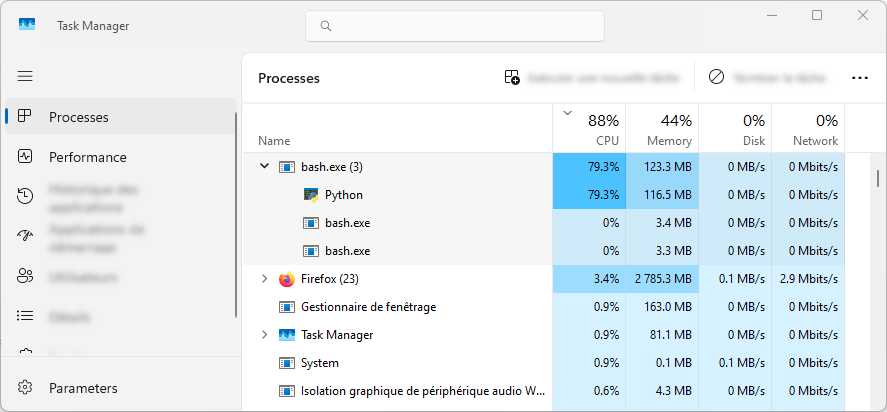 Task Manager
Processes
Processes
Performance
Parameters
88% 44% 0% 0%
Name CPU Memory Disk Network
bash.exe (3) 79.3% 123.3 MB 0 MB/s 0 Mbits/s
Python 79.3% 116.5 MB 0 MB/s 0 Mbits/s
bash.exe 0% 3.4 MB 0 MB/s 0 Mbits/s
bash.exe 0% 3.3 MB 0 MB/s 0 Mbits/s
Firefox (23) 3.4% 2 785.3 MB 0.1 MB/s 2.9 Mbits/s
Gestionnaire de fenêtrage 0.9% 163.0 MB 0 MB/s 0 Mbits/s
Task Manager 0.9% 81.1 MB 0 MB/s 0 Mbits/s
System 0.9% 0.1 MB 0.1 MB/s 0 Mbits/s
Isolation graphique de périphérique audio W... 0.6% 4.3 MB 0 MB/s 0 Mbits/s